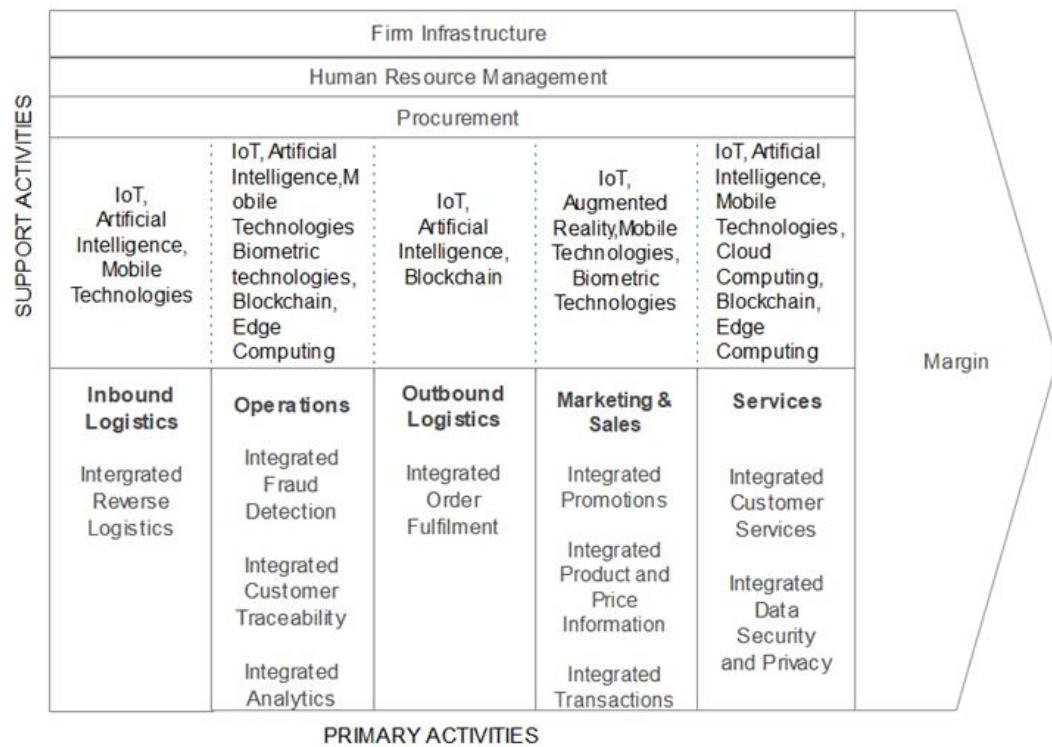 Firm Infrastructure
Human Resource Management
Procurement
SUPPORT ACTIVITIES
IoT,
Artificial
Intelligence,
Mobile
Technologies
IoT, Artificial
Intelligence,M
obile
Technologies
Biometric
technologies,
Blockchain,
Edge
Computing
IoT,
Artificial
Intelligence,
Blockchain
IoT,
Augmented
Reality,Mobile
Technologies,
Biometric
Technologies
IoT, Artificial
Intelligence,
Mobile
Technologies,
Cloud
Computing,
Blockchain,
Edge
Computing
Margin
Inbound
Logistics
Intergrated
Reverse
Logistics
Operations
Integrated
Fraud
Detection
Integrated
Customer
Traceability
Integrated
Analytics
Outbound
Logistics
Integrated
Order
Fulfilment
Marketing &
Sales
Integrated
Promotions
Integrated
Product and
Price
Information
Integrated
Transactions
Services
Integrated
Customer
Services
Integrated
Data
Security
and Privacy
PRIMARY ACTIVITIES